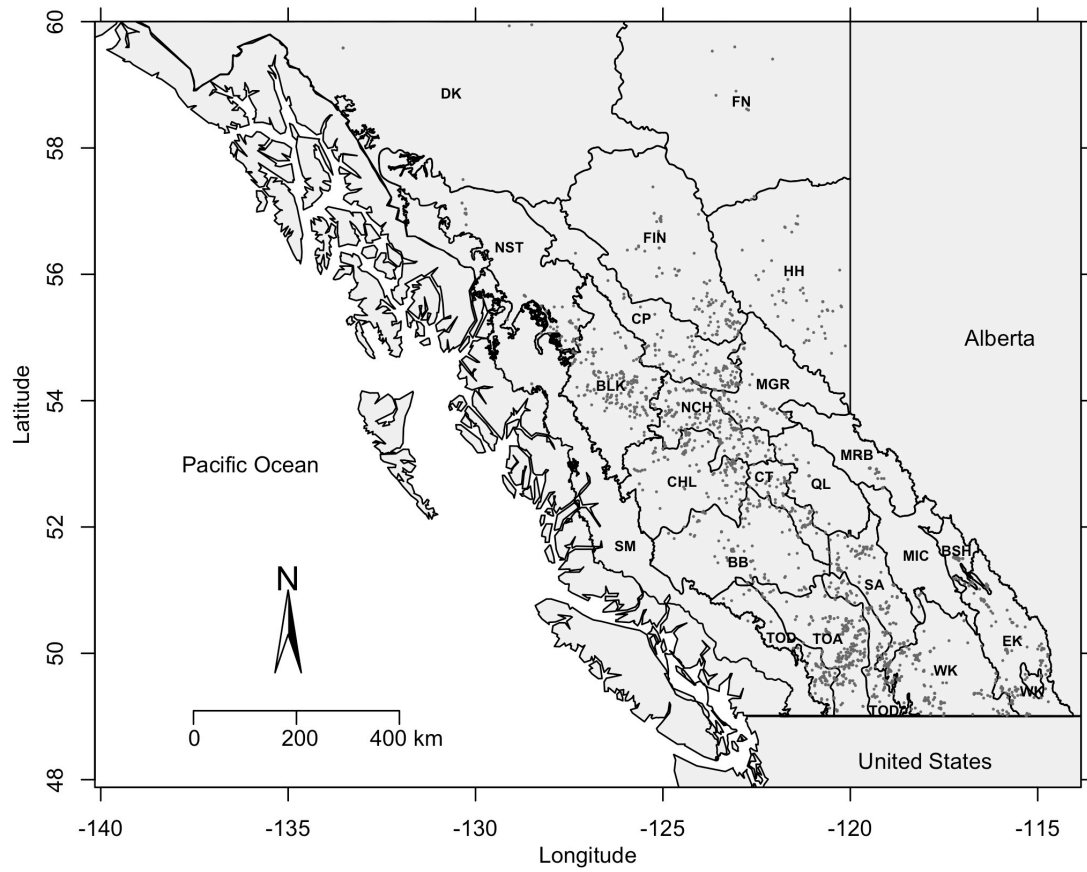 60
58
56
54
52
50
48
Latitude
DK
FN
NST
FIN
HH
CP
Alberta
BLK
MGR
NCH
MRB
Pacific Ocean
CHL
CT
QL
SM
BB
MIC
BSH
SA
N
TOD
TOA
EK
WK
WK
0 200 400 km
United States
-140 -135 -130 -125 -120 -115
Longitude